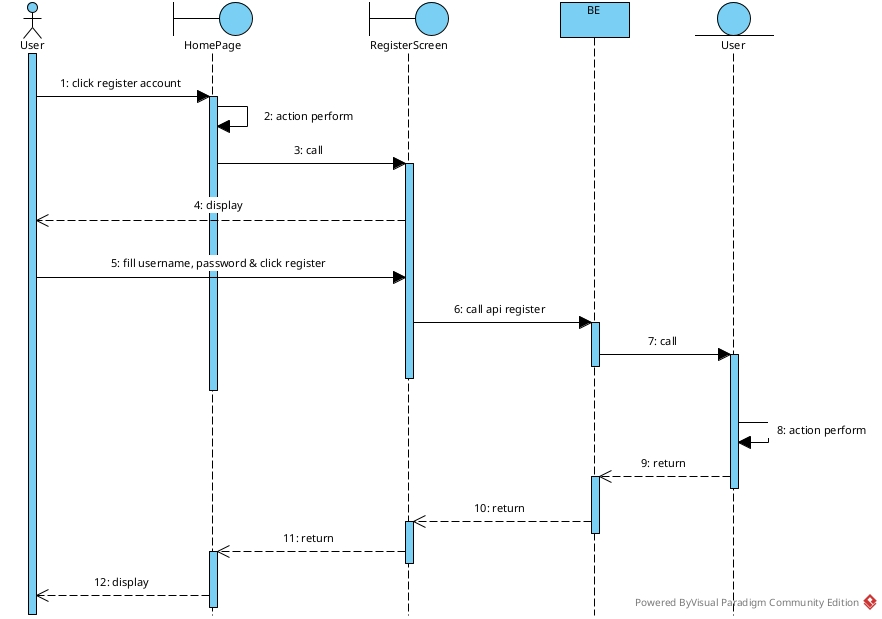 BE
User
HomePage
RegisterScreen
User
1: click register account
2: action perform
3: call
4: display
5: fill username, password & click register
6: call api register
7: call
8: action perform
9: return
10: return
11: return
12: display
Powered ByVisual Paradigm Community Edition